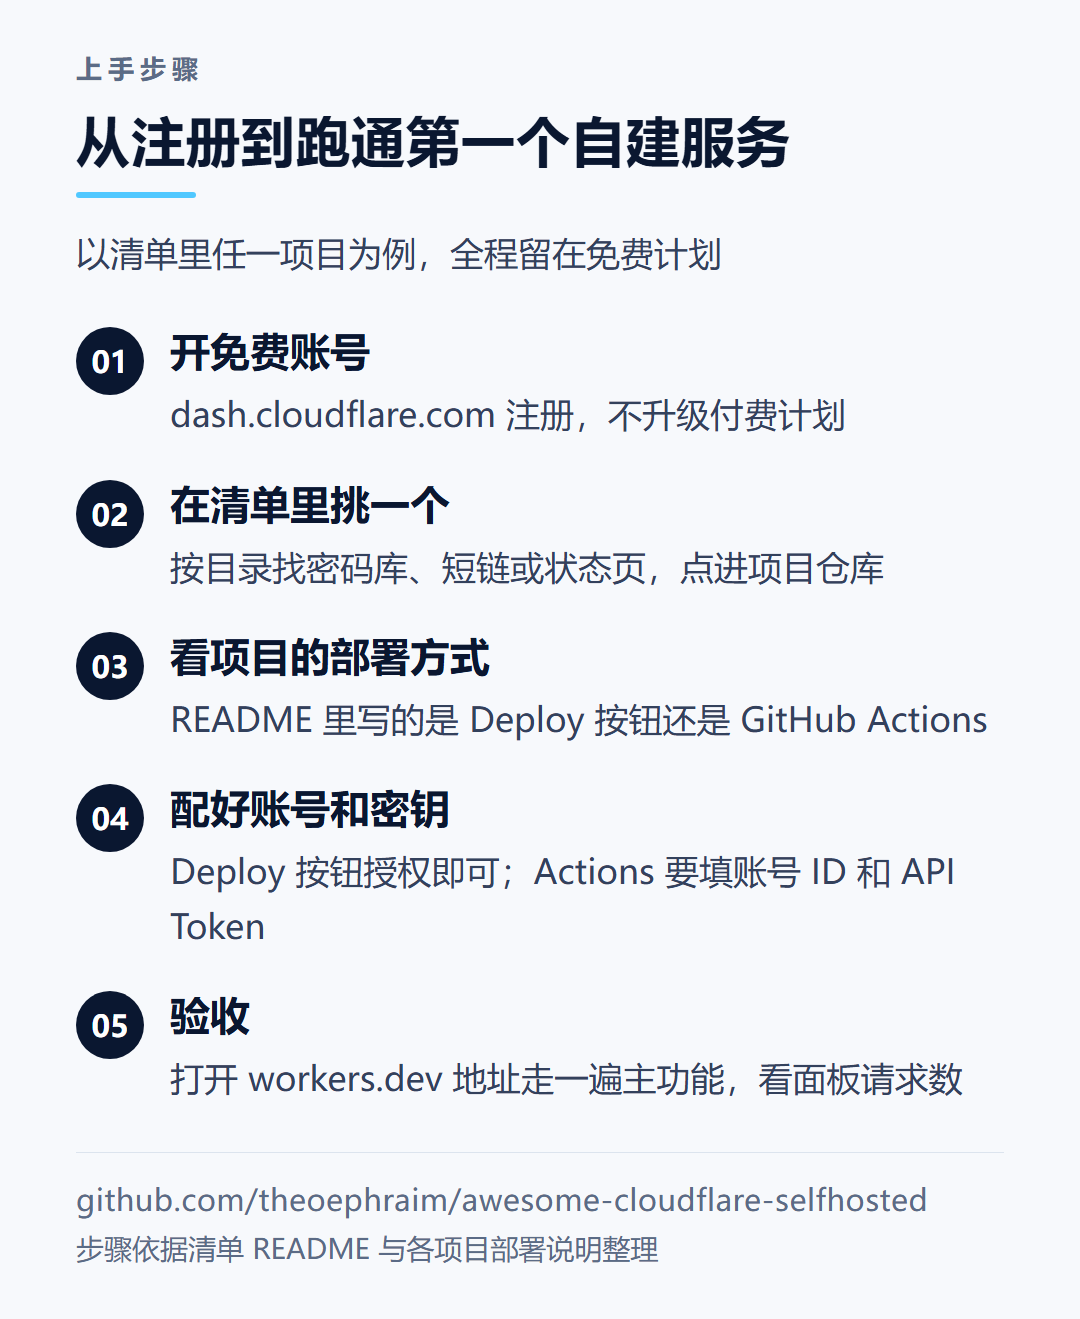 上手步骤
从注册到跑通第一个自建服务
以清单里任一项目为例，全程留在免费计划
01
开免费账号
dash.cloudflare.com 注册，不升级付费计划
02
在清单里挑一个
按目录找密码库、短链或状态页，点进项目仓库
03
看项目的部署方式
README 里写的是 Deploy 按钮还是 GitHub Actions
04
配好账号和密钥
Deploy 按钮授权即可；Actions 要填账号 ID 和 API
Token
05
验收
打开 workers.dev 地址走一遍主功能，看面板请求数
github.com/theoephraim/awesome-cloudflare-selfhosted
步骤依据清单 README 与各项目部署说明整理